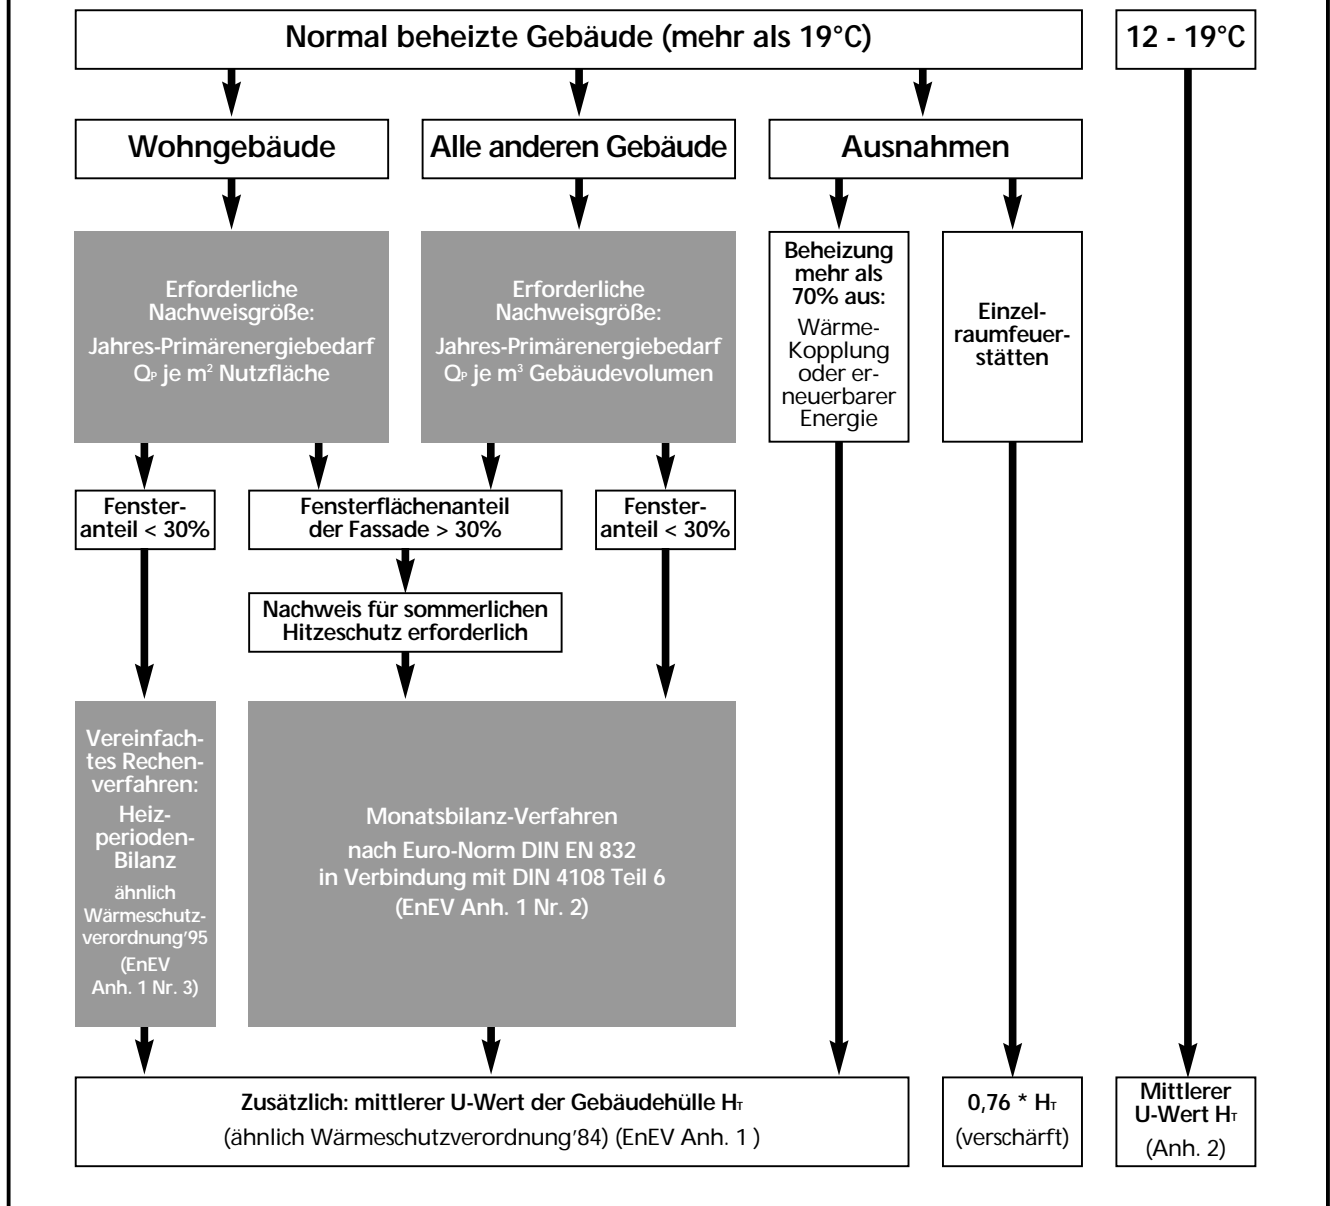 Normal beheizte Gebäude (mehr als 19°C)
12 - 19°C
Wohngebäude
Alle anderen Gebäude
Ausnahmen
Erforderliche
Nachweisgröße:
Jahres-Primärenergiebedarf
QP je m² Nutzfläche
Erforderliche
Nachweisgröße:
Jahres-Primärenergiebedarf
QP je m³ Gebäudevolumen
Beheizung
mehr als
70% aus:
Wärme-
Kopplung
oder er-
neuerbarer
Energie
Einzel-
raumfeuer-
stätten
Fenster-
anteil < 30%
Fensterflächenanteil
der Fassade > 30%
Fenster-
anteil < 30%
Nachweis für sommerlichen
Hitzeschutz erforderlich
Vereinfach-
tes Rechen-
verfahren:
Heiz-
perioden-
Bilanz
ähnlich
Wärmeschutz-
verordnung'95
(EnEV
Anh. 1 Nr. 3)
Monatsbilanz-Verfahren
nach Euro-Norm DIN EN 832
in Verbindung mit DIN 4108 Teil 6
(EnEV Anh. 1 Nr. 2)
Zusätzlich: mittlerer U-Wert der Gebäudehülle HT
(ähnlich Wärmeschutzverordnung'84) (EnEV Anh. 1 )
0,76 * HT
(verschärft)
Mittlerer
U-Wert HT
(Anh. 2)